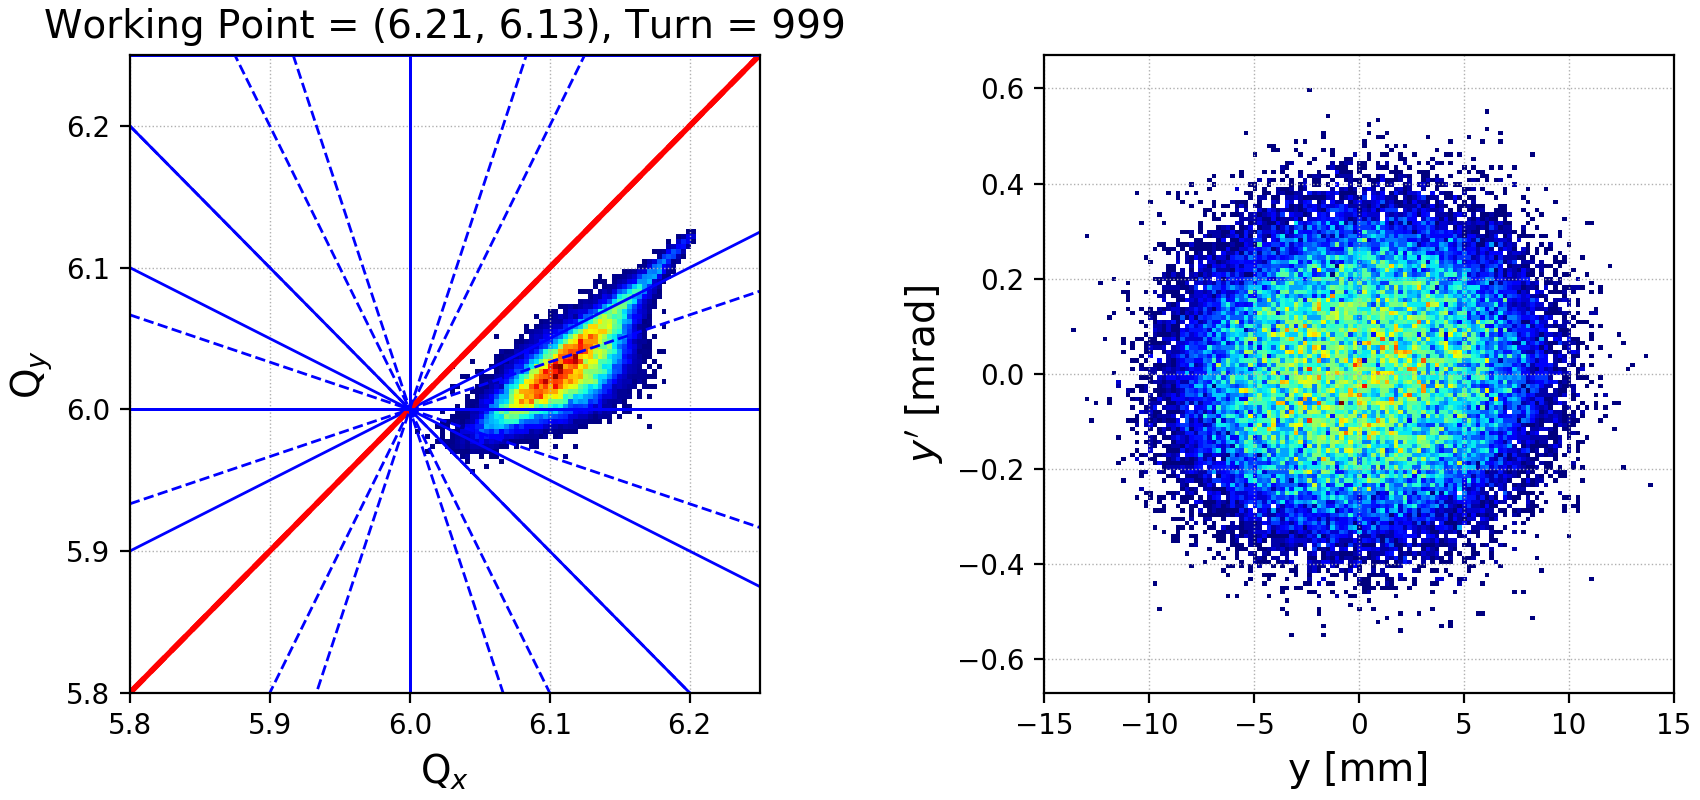 Working Point = (6.21, 6.13), Turn = 999
Q_y
6.2
6.1
6.0
5.9
5.8
5.8 5.9 6.0 6.1 6.2
Q_x
y′ [mrad]
0.6
0.4
0.2
0.0
−0.2
−0.4
−0.6
−15 −10 −5 0 5 10 15
y [mm]